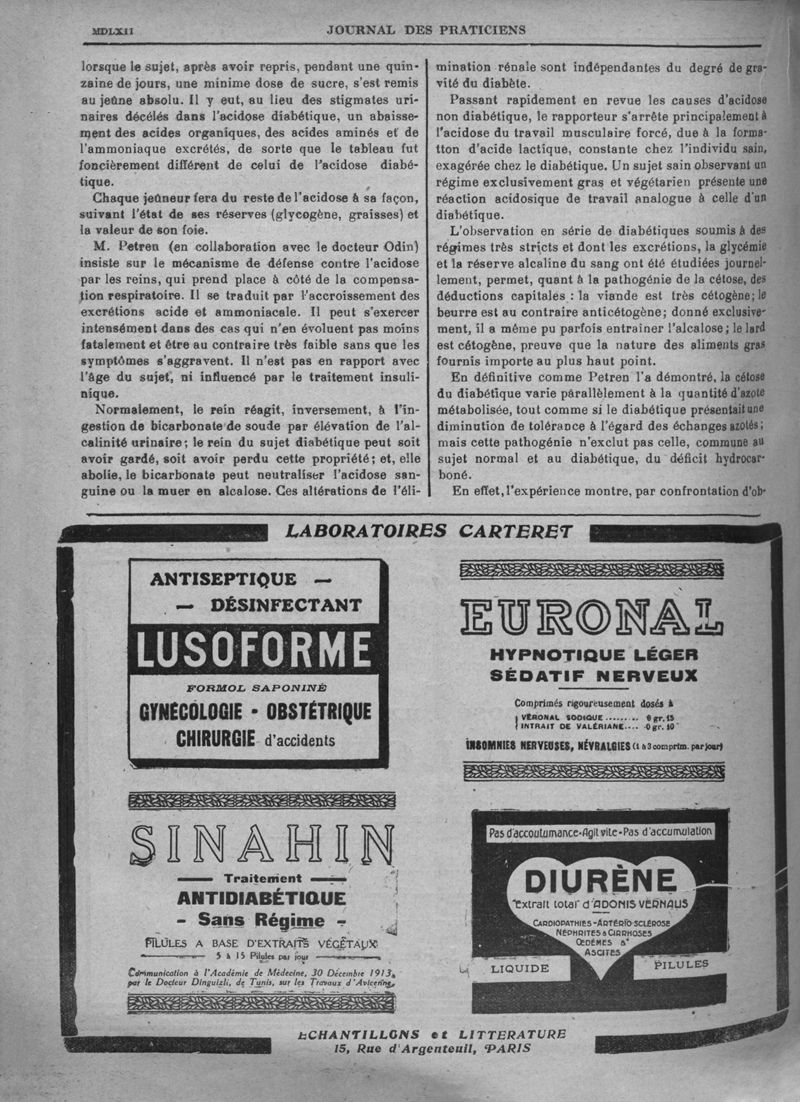 MDLXII
JOURNAL DES PRATICIENS
lorsque le sujet, après avoir repris, pendant une quin-
zaine de jours, une minime dose de sucre, s'est remis
au jeûne absolu. Il y eut, au lieu des stigmates uri-
naires décélés dans l'acidose diabétique, un abaisse-
ment des acides organiques, des acides aminés et de
l'ammoniaque excrétés, de sorte que le tableau fut
foncièrement différent de celui de l'acidose diabé-
tique.
Chaque jeûneur fera du reste de l'acidose à sa façon,
suivant l'état de ses réserves (glycogène, graisses) et
la valeur de son foie.
M. Petren (en collaboration avec le docteur Odin)
insiste sur le mécanisme de défense contre l'acidose
par les reins, qui prend place à côté de la compensa-
tion respiratoire. Il se traduit par l'accroissement des
excrétions acide et ammoniacale. Il peut s'exercer
intensément dans des cas qui n'en évoluent pas moins
fatalement et être au contraire très faible sans que les
symptômes s'aggravent. Il n'est pas en rapport avec
l'âge du sujet, ni influencé par le traitement insuli-
nique.
Normalement, le rein réagit, inversement, à l'in-
gestion de bicarbonate de soude par élévation de l'al-
calinité urinaire; le rein du sujet diabétique peut soit
avoir gardé, soit avoir perdu cette propriété; et, elle
abolie, le bicarbonate peut neutraliser l'acidose san-
guine ou la muer en alcalose. Ces altérations de l'éli-
mination rénale sont indépendantes du degré de gra-
vité du diabète.
Passant rapidement en revue les causes d'acidose
non diabétique, le rapporteur s'arrête principalement à
l'acidose du travail musculaire forcé, due à la forma-
tton d'acide lactique, constante chez l'individu sain,
exagérée chez le diabétique. Un sujet sain observant un
régime exclusivement gras et végétarien présente une
réaction acidosique de travail analogue à celle d'un
diabétique.
L'observation en série de diabétiques soumis à des
régimes très stricts et dont les excrétions, la glycémie
et la réserve alcaline du sang ont été étudiées journel-
lement, permet, quant à la pathogénie de la cétose, des
déductions capitales : la viande est très cétogène; le
beurre est au contraire anticétogène; donné exclusive-
ment, il a même pu parfois entraîner l'alcalose; le lard
est cétogène, preuve que la nature des aliments gras
fournis importe au plus haut point.
En définitive comme Petren l'a démontré, la cétose
du diabétique varie parallèlement à la quantité d'azote
métabolisée, tout comme si le diabétique présentait une
diminution de tolérance à l'égard des échanges azotés;
mais cette pathogénie n'exclut pas celle, commune au
sujet normal et au diabétique, du déficit hydrocar-
boné.
En effet, l'expérience montre, par confrontation d'ob-
LABORATOIRES CARTERET
ANTISEPTIQUE —
— DÉSINFECTANT
LUSOFORME
FORMOL SAPONINÉ
GYNÉCOLOGIE • OBSTÉTRIQUE
CHIRURGIE d'accidents
EURONAL
HYPNOTIQUE LÉGER
SÉDATIF NERVEUX
Comprimés rigoureusement dosés à
VÉRONAL SODIQUE ......... 0 gr. 15
INTRAIT DE VALÉRIANE.... 0 gr. 10
INSOMNIES NERVEUSES, NÉVRALGIES (1 à 3 comprim. par jour)
SINAHIN
Traitement
ANTIDIABÉTIQUE
- Sans Régime -
PILULES A BASE D'EXTRAITS VÉGÉTAUX
5 à 15 Pilules par jour
Communication à l'Académie de Médecine, 30 Décembre 1913,
par le Docteur Dinguizli, de Tunis, sur les Travaux d'Avicenne
Pas d'accoutumance-Agit vite-Pas d'accumulation
DIURÈNE
Extrait total d'ADONIS VERNALIS
CARDIOPATHIES-ARTÉRIO-SCLÉROSE
NÉPHRITES & CIRRHOSES
ŒDÈMES &
ASCITES
LIQUIDE
PILULES
ECHANTILLONS et LITTERATURE
15, Rue d'Argenteuil, PARIS